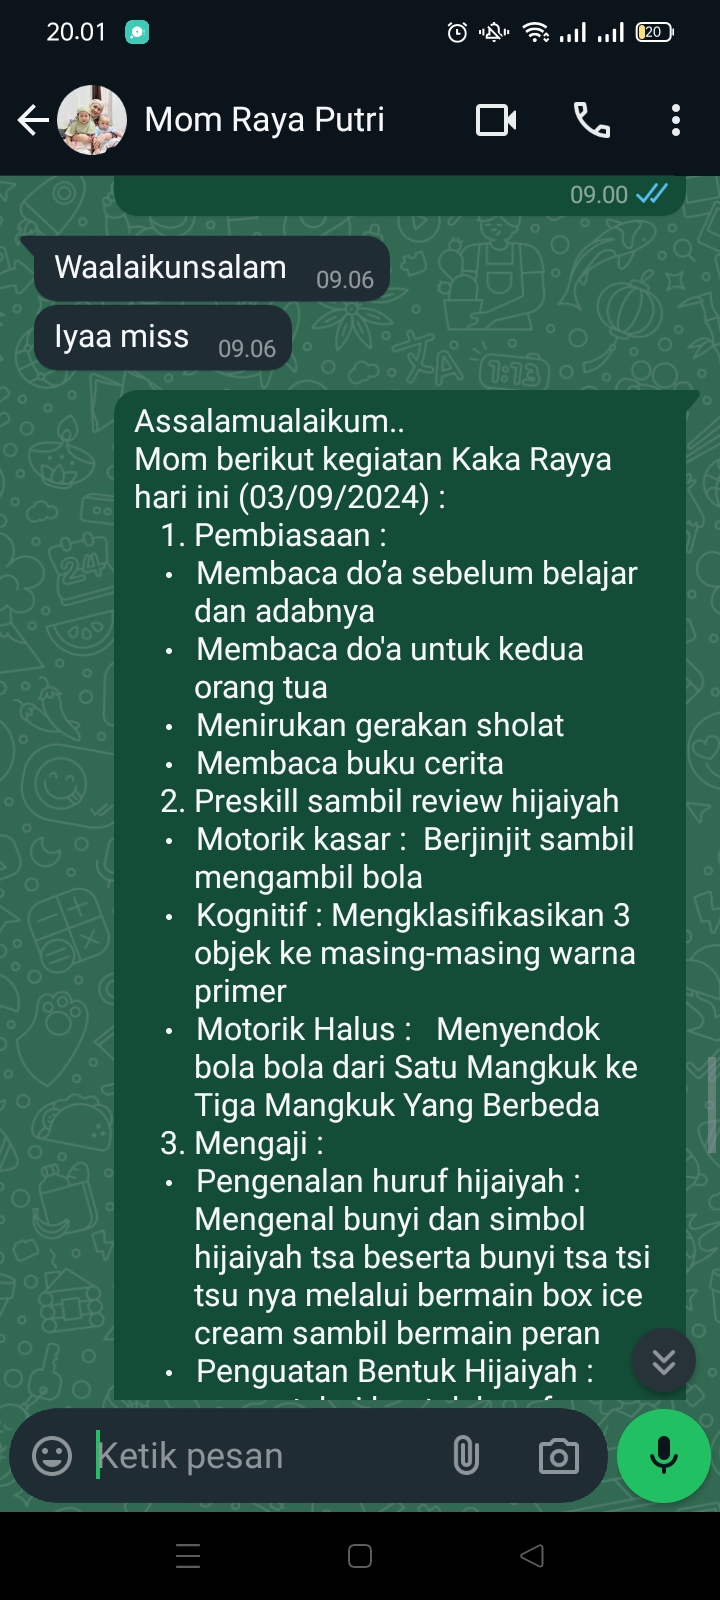 20.01
20
Mom Raya Putri
09.00
Waalaikunsalam 09.06
Iyaa miss 09.06
Assalamualaikum..
Mom berikut kegiatan Kaka Rayya
hari ini (03/09/2024) :
1. Pembiasaan :
• Membaca do’a sebelum belajar
dan adabnya
• Membaca do'a untuk kedua
orang tua
• Menirukan gerakan sholat
• Membaca buku cerita
2. Preskill sambil review hijaiyah
• Motorik kasar :  Berjinjit sambil
mengambil bola
• Kognitif : Mengklasifikasikan 3
objek ke masing-masing warna
primer
• Motorik Halus :   Menyendok
bola bola dari Satu Mangkuk ke
Tiga Mangkuk Yang Berbeda
3. Mengaji :
• Pengenalan huruf hijaiyah :
Mengenal bunyi dan simbol
hijaiyah tsa beserta bunyi tsa tsi
tsu nya melalui bermain box ice
cream sambil bermain peran
• Penguatan Bentuk Hijaiyah :
Ketik pesan